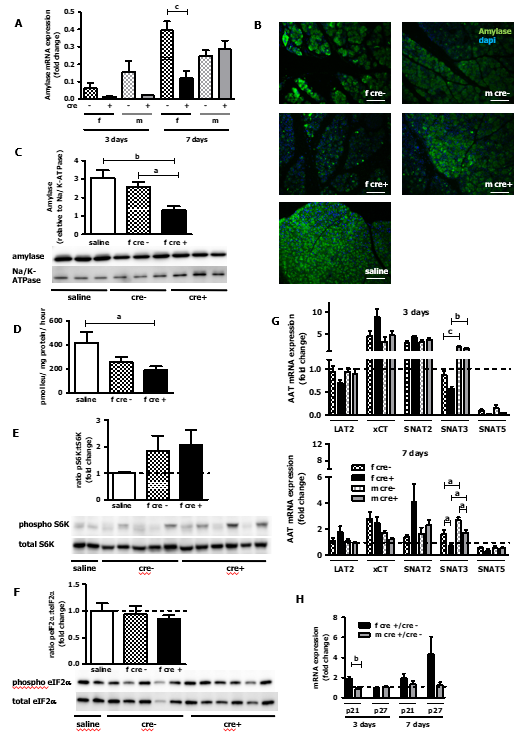 A
Amylase mRNA expression
(fold change)
0.5
0.4
0.3
0.2
0.1
0.0
c
cre
- + - + - + - +
f m f m
3 days 7 days
B
Amylase
dapi
f cre-
m cre-
f cre+
m cre+
saline
C
Amylase
(relative to Na/K-ATPase)
4
3
2
1
0
b
a
saline f cre - f cre +
amylase
Na/K-
ATPase
saline cre- cre+
D
pmol leu/ mg protein/ hour
600
400
200
0
a
saline f cre - f cre +
E
ratio pS6K:tS6K
(fold change)
3
2
1
0
saline f cre - f cre +
phospho S6K
total S6K
saline cre- cre+
F
ratio peIF2α:teIF2α
(fold change)
1.5
1.0
0.5
0.0
saline f cre - f cre +
phospho eIF2α
total eIF2α
saline cre- cre+
G
3 days
AAT mRNA expression
(fold change)
10
5
1.0
0.5
0.0
c
b
LAT2 xCT SNAT2 SNAT3 SNAT5
7 days
AAT mRNA expression
(fold change)
12
8
4
2
0
f cre-
f cre+
m cre-
m cre+
a
a
a
a
LAT2 xCT SNAT2 SNAT3 SNAT5
H
mRNA expression
(fold change)
8
6
4
2
0
f cre +/cre -
m cre +/cre -
b
p21 p27 p21 p27
3 days 7 days